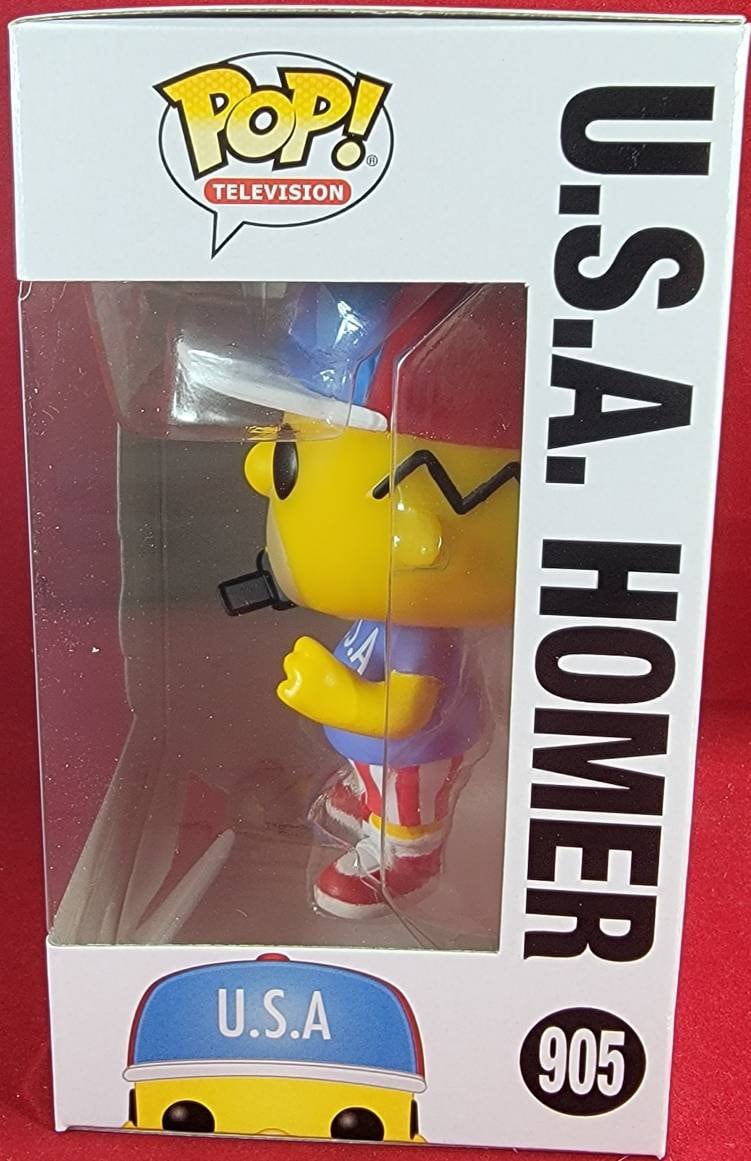 POP!
®
TELEVISION
U.S.A. HOMER
905
.A
U.S.A